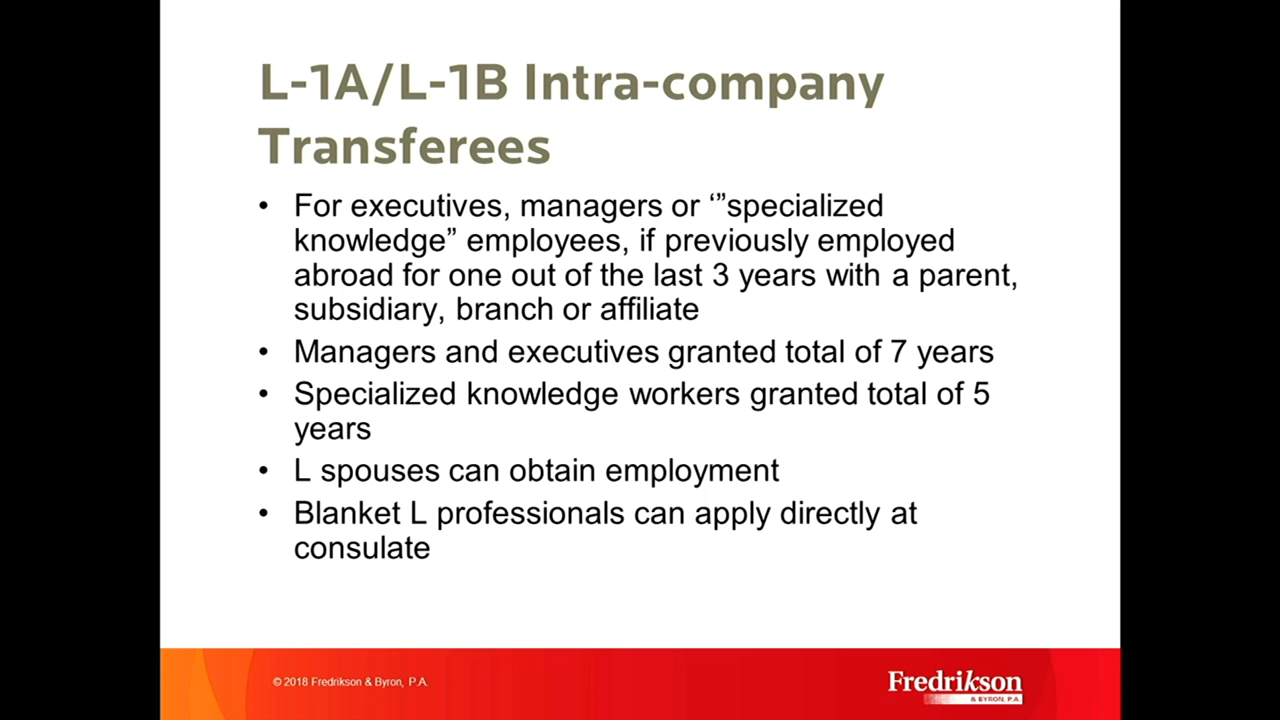 L-1A/L-1B Intra-company
Transferees
• For executives, managers or ‘”specialized
knowledge” employees, if previously employed
abroad for one out of the last 3 years with a parent,
subsidiary, branch or affiliate
• Managers and executives granted total of 7 years
• Specialized knowledge workers granted total of 5
years
• L spouses can obtain employment
• Blanket L professionals can apply directly at
consulate
© 2018 Fredrikson & Byron, P.A.
Fredrikson
& BYRON, P.A.